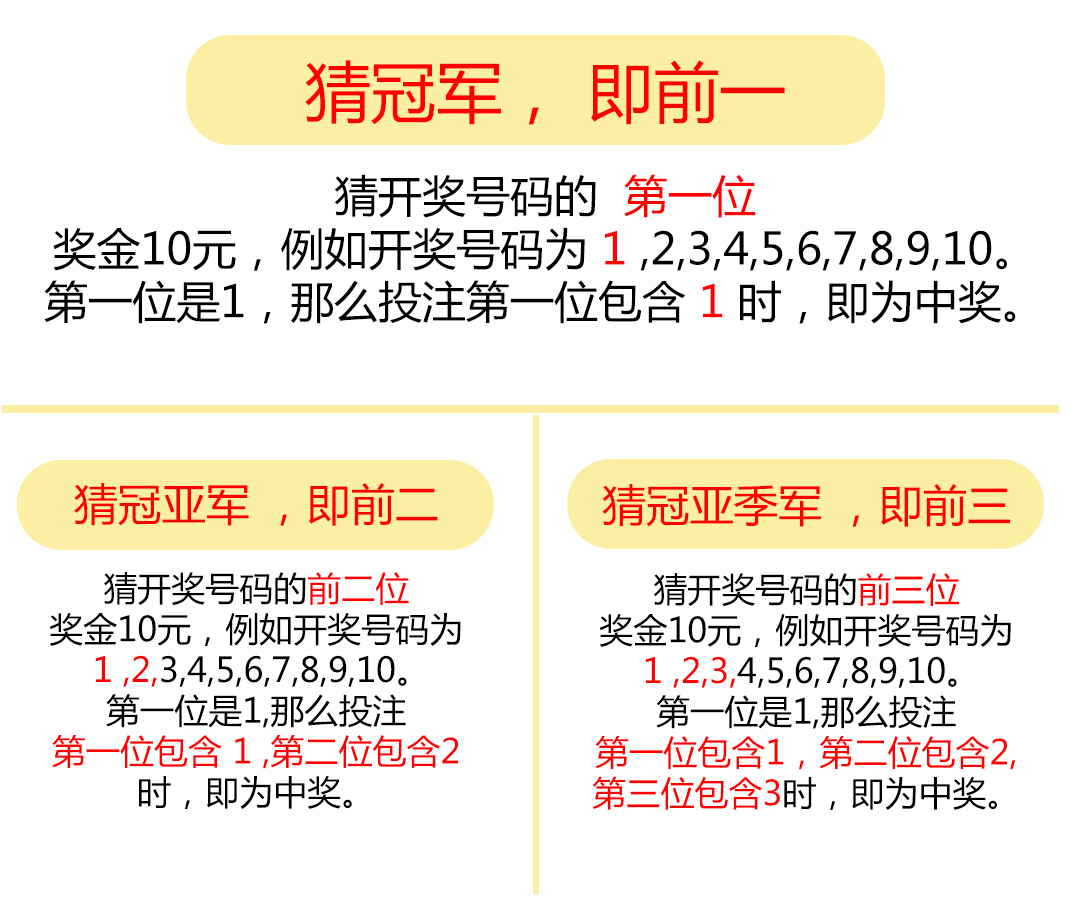 猜冠军，即前一
猜开奖号码的 第一位
奖金10元，例如开奖号码为 1 ,2,3,4,5,6,7,8,9,10。
第一位是1，那么投注第一位包含 1 时，即为中奖。
猜冠亚军 ，即前二
猜开奖号码的前二位
奖金10元，例如开奖号码为
1 ,2,3,4,5,6,7,8,9,10。
第一位是1,那么投注
第一位包含 1 ,第二位包含2
时，即为中奖。
猜冠亚季军 ，即前三
猜开奖号码的前三位
奖金10元，例如开奖号码为
1 ,2,3,4,5,6,7,8,9,10。
第一位是1,那么投注
第一位包含1，第二位包含2,
第三位包含3时，即为中奖。